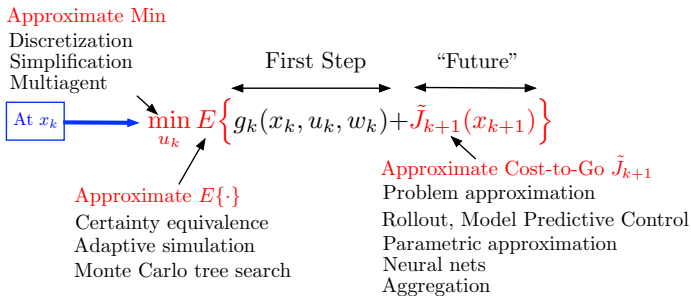 Approximate Min
Discretization
Simplification
Multiagent
First Step
“Future”
At x_k
min_{u_k} E{g_k(x_k, u_k, w_k)+J̃_{k+1}(x_{k+1})}
Approximate E{·}
Certainty equivalence
Adaptive simulation
Monte Carlo tree search
Approximate Cost-to-Go J̃_{k+1}
Problem approximation
Rollout, Model Predictive Control
Parametric approximation
Neural nets
Aggregation